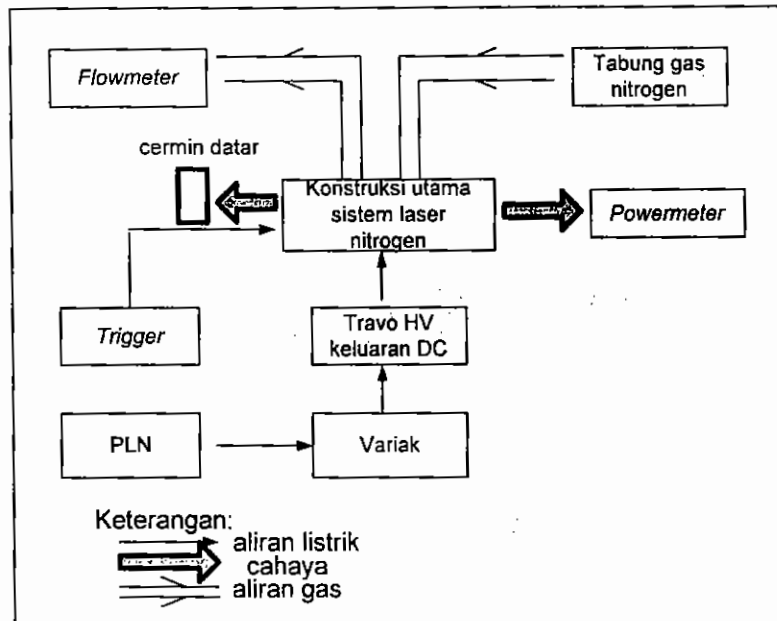 Flowmeter
Tabung gas
nitrogen
cermin datar
Konstruksi utama
sistem laser
nitrogen
Powermeter
Trigger
Travo HV
keluaran DC
PLN
Variak
Keterangan:
aliran listrik
cahaya
aliran gas